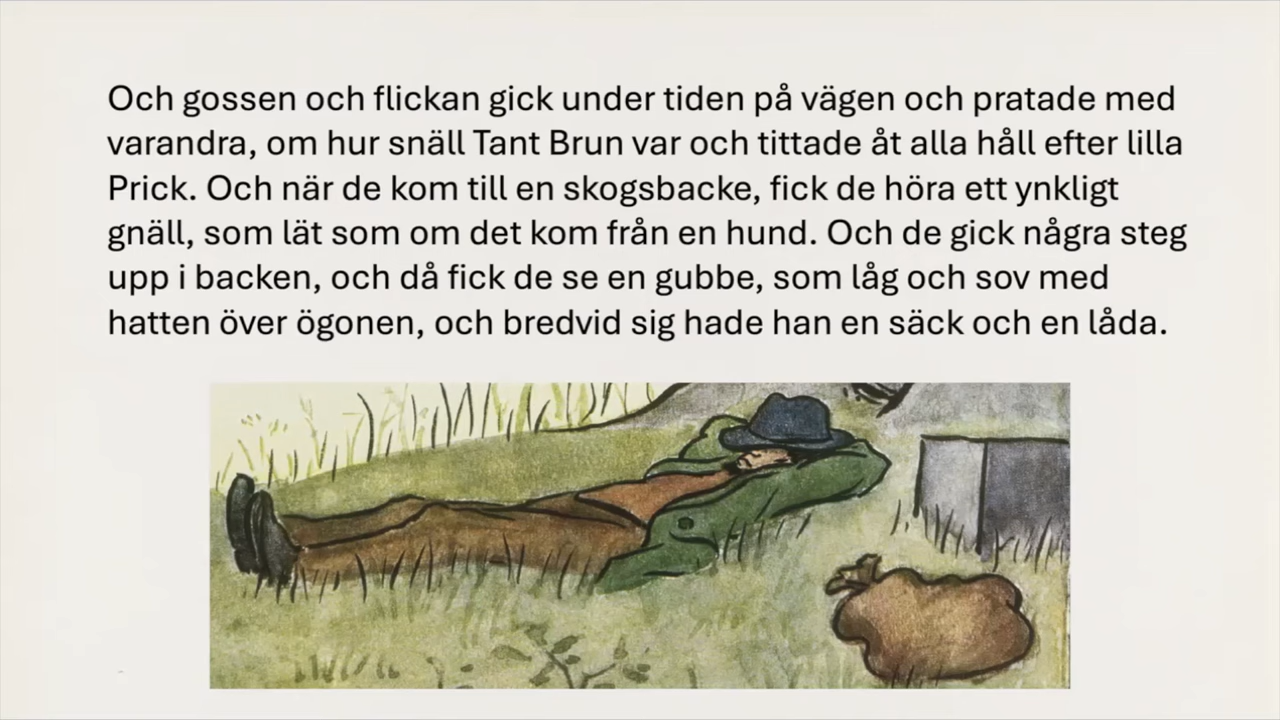 Och gossen och flickan gick under tiden på vägen och pratade med
varandra, om hur snäll Tant Brun var och tittade åt alla håll efter lilla
Prick. Och när de kom till en skogsbacke, fick de höra ett ynkligt
gnäll, som lät som om det kom från en hund. Och de gick några steg
upp i backen, och då fick de se en gubbe, som låg och sov med
hatten över ögonen, och bredvid sig hade han en säck och en låda.